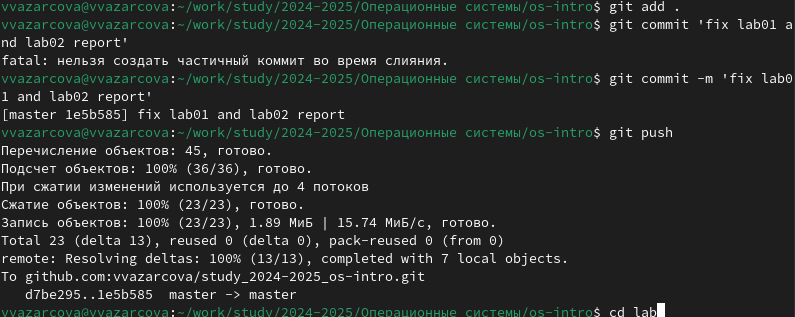 vvazarcova@vvazarcova:~/work/study/2024-2025/Операционные системы/os-intro$ git add .
vvazarcova@vvazarcova:~/work/study/2024-2025/Операционные системы/os-intro$ git commit 'fix lab01 a
nd lab02 report'
fatal: нельзя создать частичный коммит во время слияния.
vvazarcova@vvazarcova:~/work/study/2024-2025/Операционные системы/os-intro$ git commit -m 'fix lab0
1 and lab02 report'
[master 1e5b585] fix lab01 and lab02 report
vvazarcova@vvazarcova:~/work/study/2024-2025/Операционные системы/os-intro$ git push
Перечисление объектов: 45, готово.
Подсчет объектов: 100% (36/36), готово.
При сжатии изменений используется до 4 потоков
Сжатие объектов: 100% (23/23), готово.
Запись объектов: 100% (23/23), 1.89 МиБ | 15.74 МиБ/с, готово.
Total 23 (delta 13), reused 0 (delta 0), pack-reused 0 (from 0)
remote: Resolving deltas: 100% (13/13), completed with 7 local objects.
To github.com:vvazarcova/study_2024-2025_os-intro.git
   d7be295..1e5b585  master -> master
vvazarcova@vvazarcova:~/work/study/2024-2025/Операционные системы/os-intro$ cd lab